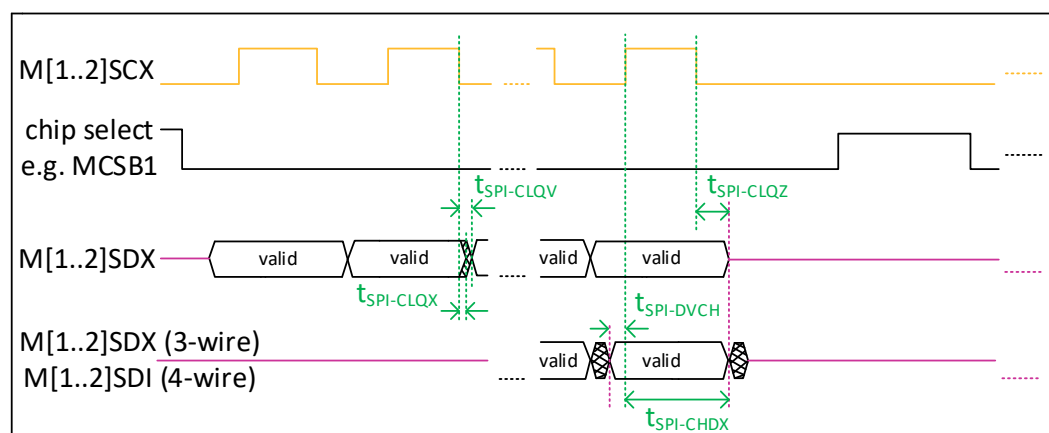 M[1..2]SCX
chip select
e.g. MCSB1
tSPI-CLQV
tSPI-CLQZ
M[1..2]SDX
valid
valid
valid
valid
tSPI-CLQX
tSPI-DVCH
M[1..2]SDX (3-wire)
M[1..2]SDI (4-wire)
valid
valid
tSPI-CHDX